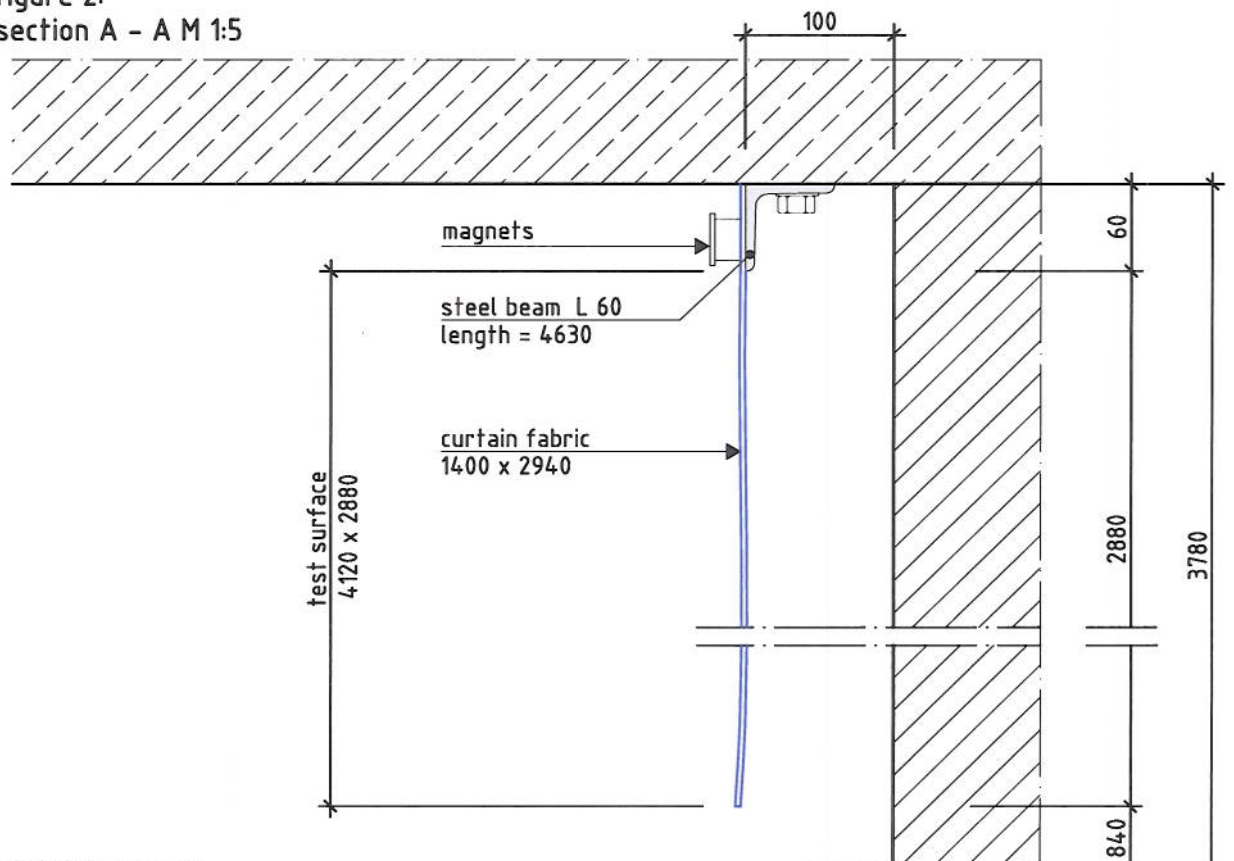 section A - A M 1:5
100
magnets
60
steel beam L 60
length = 4630
curtain fabric
1400 x 2940
test surface
4120 x 2880
2880
3780
840